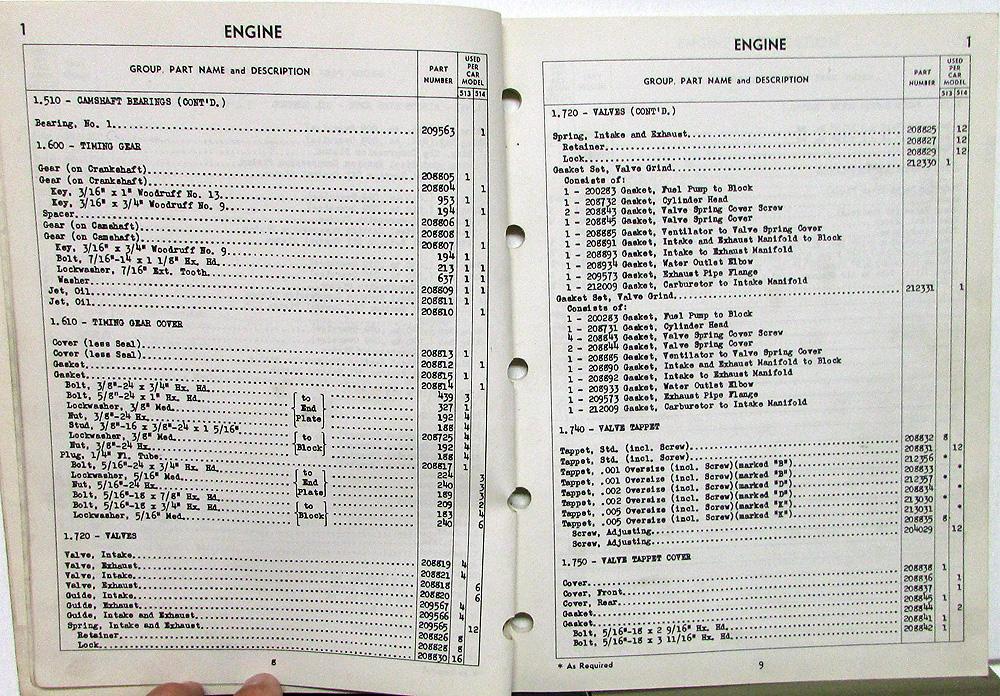 1 ENGINE
GROUP, PART NAME and DESCRIPTION PART NUMBER USED PER CAR MODEL
513 514
1.510 - CAMSHAFT BEARINGS (CONT'D.)
Bearing, No. 1 209563 1
1.600 - TIMING GEAR
Gear (on Crankshaft) 208805 1
Gear (on Crankshaft) 208804 1
Key, 3/16" x 1" Woodruff No. 13 953 1
Key, 3/16" x 3/4" Woodruff No. 9 194 1
Spacer 208806 1
Gear (on Camshaft) 208808 1
Gear (on Camshaft) 208807 1
Key, 3/16" x 3/4" Woodruff No. 9 194 1
Bolt, 7/16"-14 x 1 1/8" Hx. Hd. 213 1 1
Lockwasher, 7/16" Ext. Tooth 637 1 1
Washer 208809 1 1
Jet, Oil 208811 1
Jet, Oil 208810 1
1.610 - TIMING GEAR COVER
Cover (less Seal) 208813 1
Cover (less Seal) 208812 1
Gasket 208815 1
Gasket 208814 1
Bolt, 3/8"-24 x 3/4" Hx. Hd. 439 3
Bolt, 5/8"-24 x 1" Hx. Hd. to 327 1
Lockwasher, 3/8" Med. End 192 4
Nut, 3/8"-24 Hx. Plate 188 4
Stud, 3/8"-16 x 3/8"-24 x 1 5/16" 208725 1
Lockwasher, 3/8" Med. to 192 4
Nut, 3/8"-24 Hx. Block 188 4
Plug, 1/4" Fl. Tube 208817 1
Bolt, 5/16"-24 x 3/4" Hx. Hd. to 224 3
Lockwasher, 5/16" Med. End 240 3
Nut, 5/16"-24 Hx. Plate 189 3
Bolt, 5/16"-18 x 7/8" Hx. Hd. 209 2
Bolt, 5/16"-18 x 3/4" Hx. Hd. to 183 4
Lockwasher, 5/16" Med. Block 240 6
1.720 - VALVES
Valve, Intake 208819 4
Valve, Exhaust 208821 4
Valve, Intake 208818 6
Valve, Exhaust 208820 6
Guide, Intake 209567 4
Guide, Exhaust 209566 4
Guide, Intake and Exhaust 209565 12
Spring, Intake and Exhaust 208826 8
Retainer 208828 8
Lock 208830 16
8
ENGINE 1
GROUP, PART NAME and DESCRIPTION PART NUMBER USED PER CAR MODEL
513 514
1.720 - VALVES (CONT'D.)
Spring, Intake and Exhaust 208825 12
Retainer 208827 12
Lock 208829 12
Gasket Set, Valve Grind 212330 1
Consists of:
1 - 200283 Gasket, Fuel Pump to Block
1 - 208732 Gasket, Cylinder Head
2 - 208843 Gasket, Valve Spring Cover Screw
1 - 208845 Gasket, Valve Spring Cover
1 - 208885 Gasket, Ventilator to Valve Spring Cover
1 - 208891 Gasket, Intake and Exhaust Manifold to Block
1 - 208893 Gasket, Intake to Exhaust Manifold
1 - 208934 Gasket, Water Outlet Elbow
1 - 209573 Gasket, Exhaust Pipe Flange
1 - 212009 Gasket, Carburetor to Intake Manifold
Gasket Set, Valve Grind 212331 1
Consists of:
1 - 200283 Gasket, Fuel Pump to Block
1 - 208731 Gasket, Cylinder Head
4 - 208843 Gasket, Valve Spring Cover Screw
2 - 208844 Gasket, Valve Spring Cover
1 - 208885 Gasket, Ventilator to Valve Spring Cover
1 - 208890 Gasket, Intake and Exhaust Manifold to Block
1 - 208892 Gasket, Intake to Exhaust Manifold
1 - 208933 Gasket, Water Outlet Elbow
1 - 209573 Gasket, Exhaust Pipe Flange
1 - 212009 Gasket, Carburetor to Intake Manifold
1.740 - VALVE TAPPET
Tappet, Std. (incl. Screw) 208832 8
Tappet, Std. (incl. Screw) 208831 12
Tappet, .001 Oversize (incl. Screw)(marked "B") 212356 *
Tappet, .001 Oversize (incl. Screw)(marked "B") 208833 *
Tappet, .002 Oversize (incl. Screw)(marked "D") 212357 *
Tappet, .002 Oversize (incl. Screw)(marked "D") 208834 *
Tappet, .005 Oversize (incl. Screw)(marked "K") 213030 *
Tappet, .005 Oversize (incl. Screw)(marked "K") 213031 *
Screw, Adjusting 208835 8
Screw, Adjusting 204029 12
1.750 - VALVE TAPPET COVER
Cover 208838 1
Cover, Front 208836 1
Cover, Rear 208837 1
Gasket 208845 1
Gasket 208844 2
Bolt, 5/16"-18 x 2 9/16" Hx. Hd. 208841 1
Bolt, 5/16"-18 x 3 11/16" Hx. Hd. 208842 1
* As Required
9